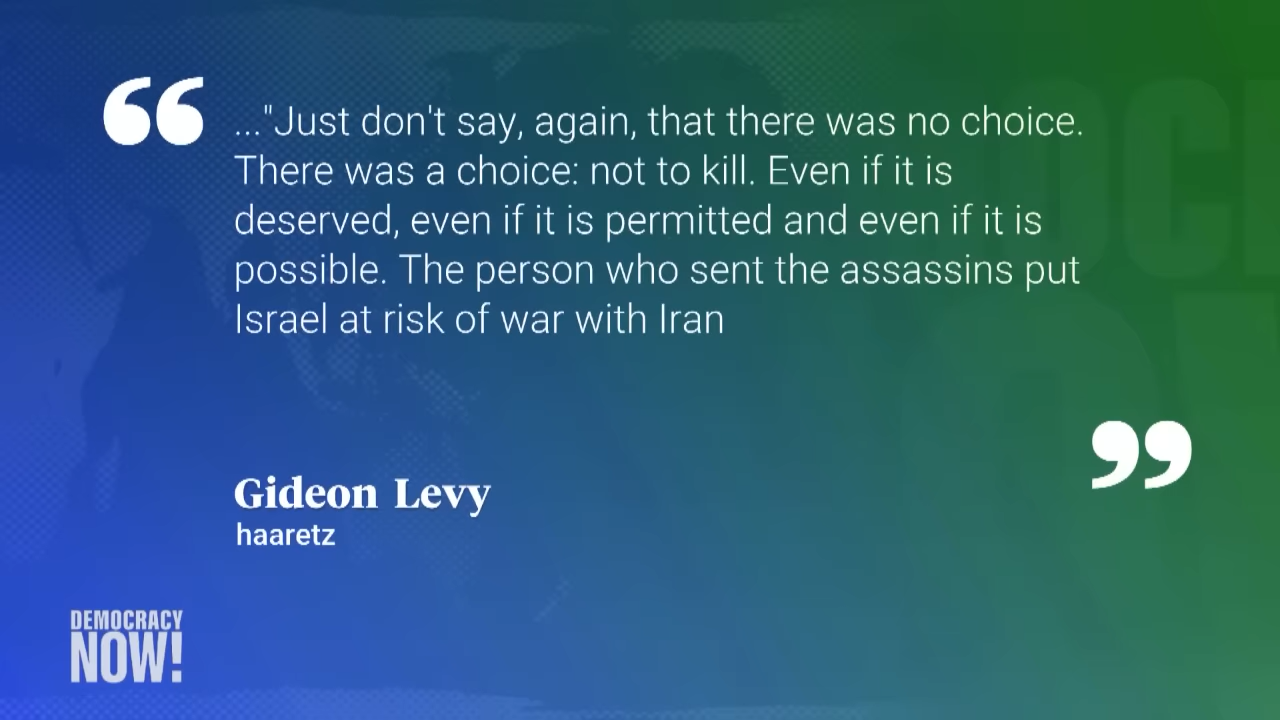 “
..."Just don't say, again, that there was no choice.
There was a choice: not to kill. Even if it is
deserved, even if it is permitted and even if it is
possible. The person who sent the assassins put
Israel at risk of war with Iran
”
Gideon Levy
haaretz
DEMOCRACY
NOW!